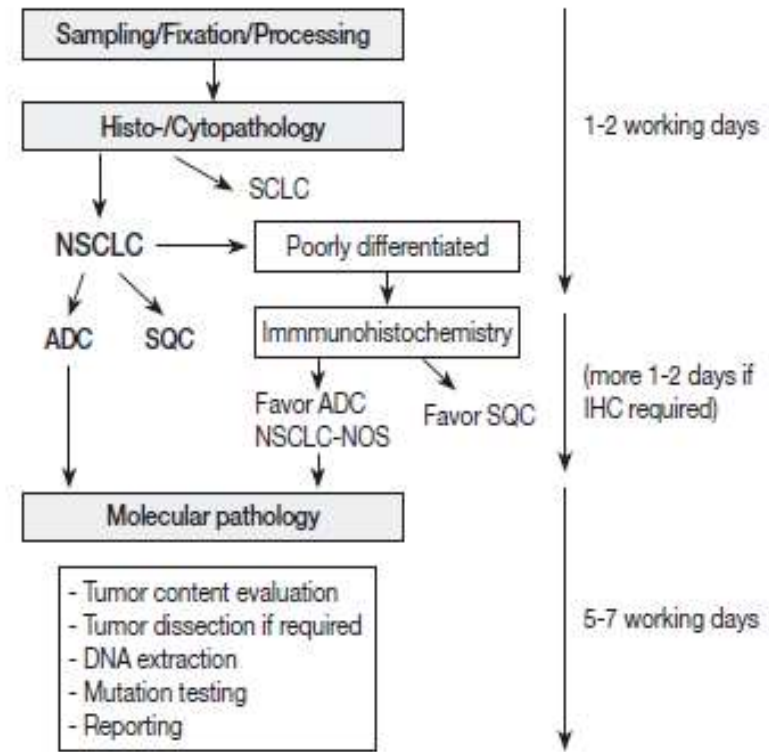 Sampling/Fixation/Processing
Histo-/Cytopathology
1-2 working days
SCLC
NSCLC
Poorly differentiated
ADC
SQC
Immmunohistochemistry
(more 1-2 days if
IHC required)
Favor ADC
NSCLC-NOS
Favor SQC
Molecular pathology
- Tumor content evaluation
- Tumor dissection if required
- DNA extraction
- Mutation testing
- Reporting
5-7 working days